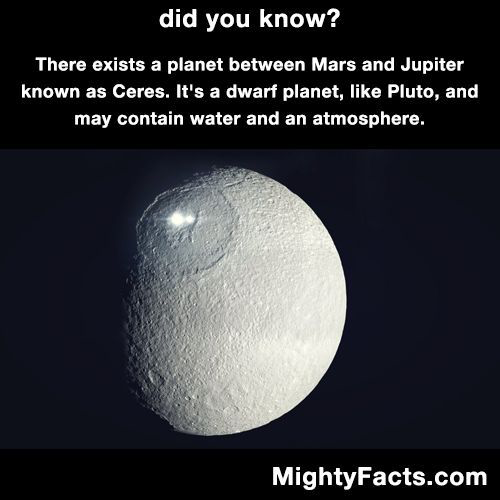 did you know?
There exists a planet between Mars and Jupiter
known as Ceres. It's a dwarf planet, like Pluto, and
may contain water and an atmosphere.
MightyFacts.com